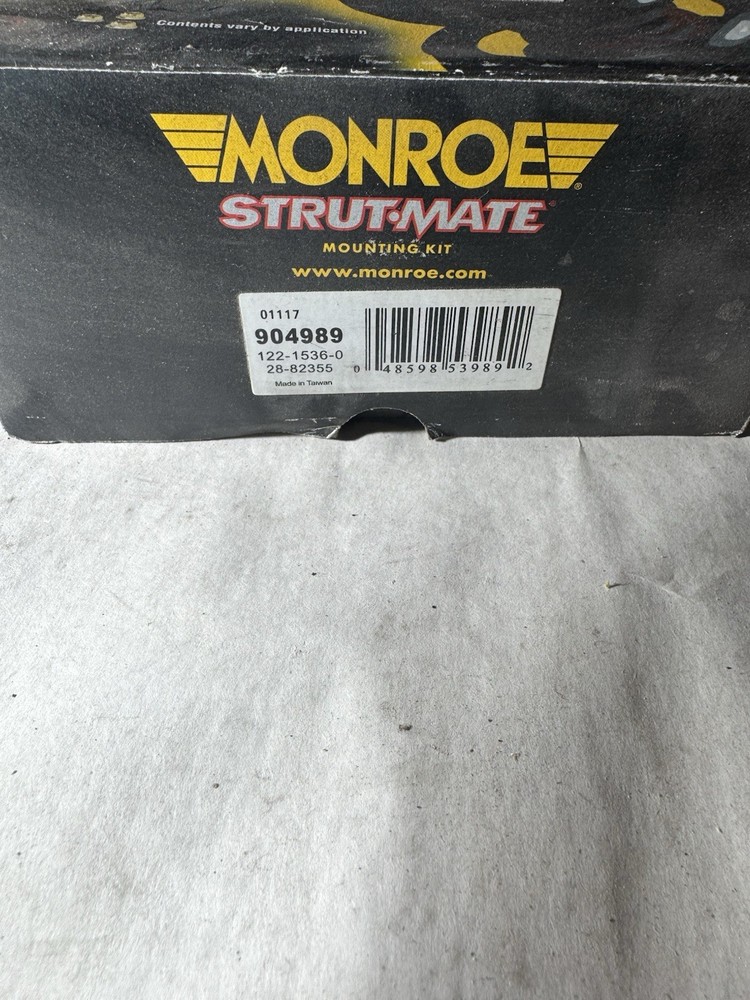 Contents vary by application
MONROE®
STRUT•MATE
MOUNTING KIT
www.monroe.com
01117
904989
122-1536-0
28-82355
Made in Taiwan
0 48598 53989 2